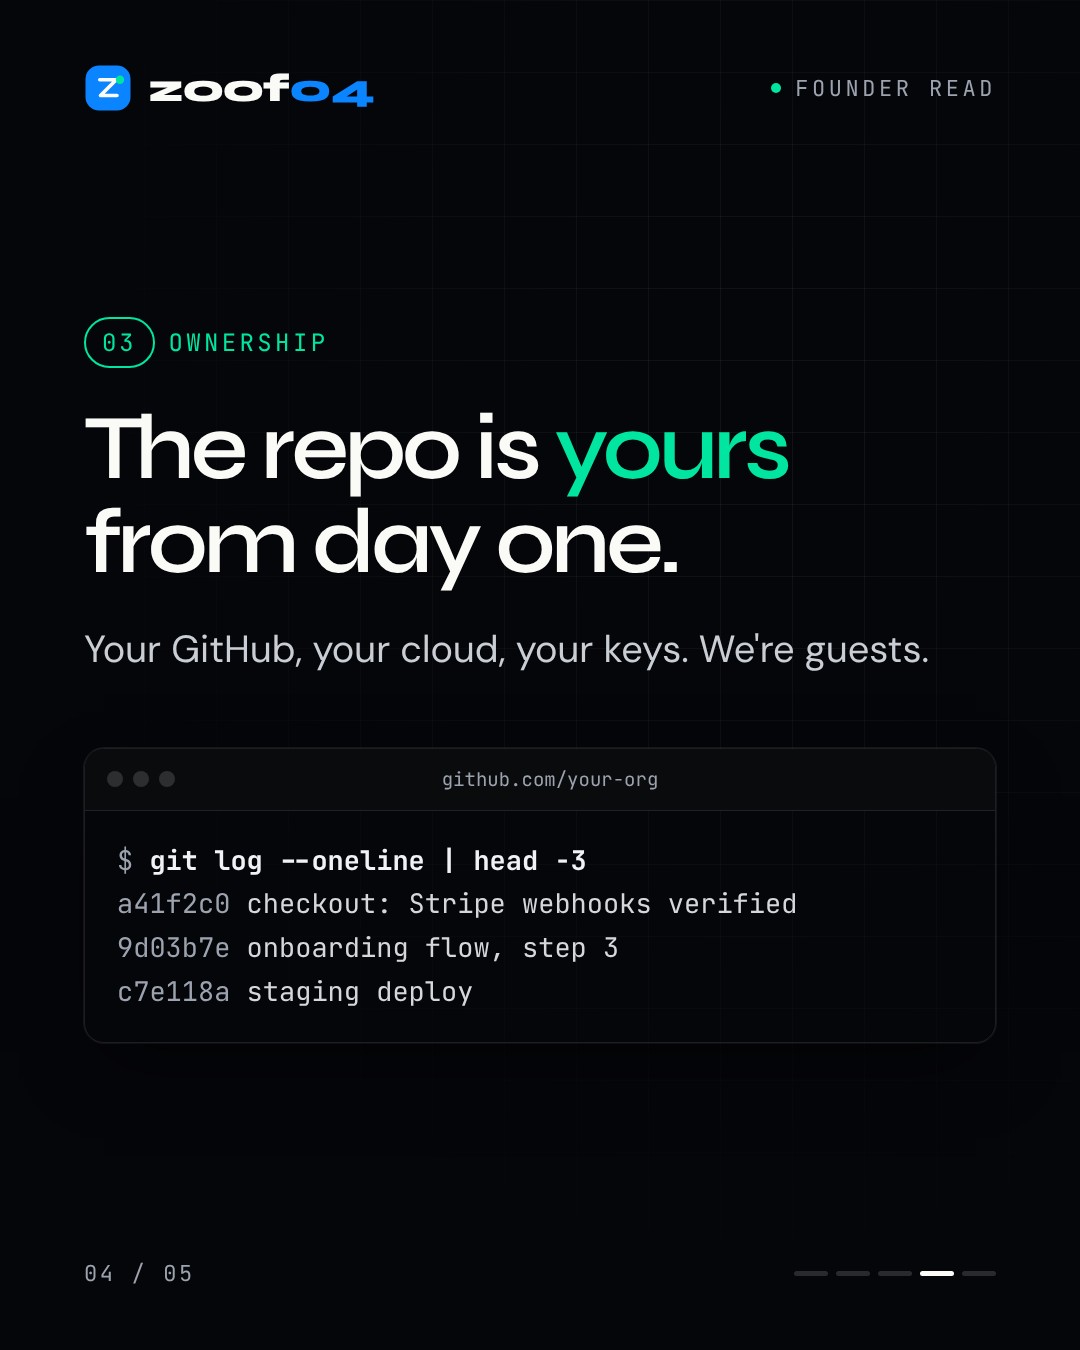 Z zoof04
FOUNDER READ
03 OWNERSHIP
The repo is yours
from day one.
Your GitHub, your cloud, your keys. We're guests.
github.com/your-org
$ git log --oneline | head -3
a41f2c0 checkout: Stripe webhooks verified
9d03b7e onboarding flow, step 3
c7e118a staging deploy
04 / 05